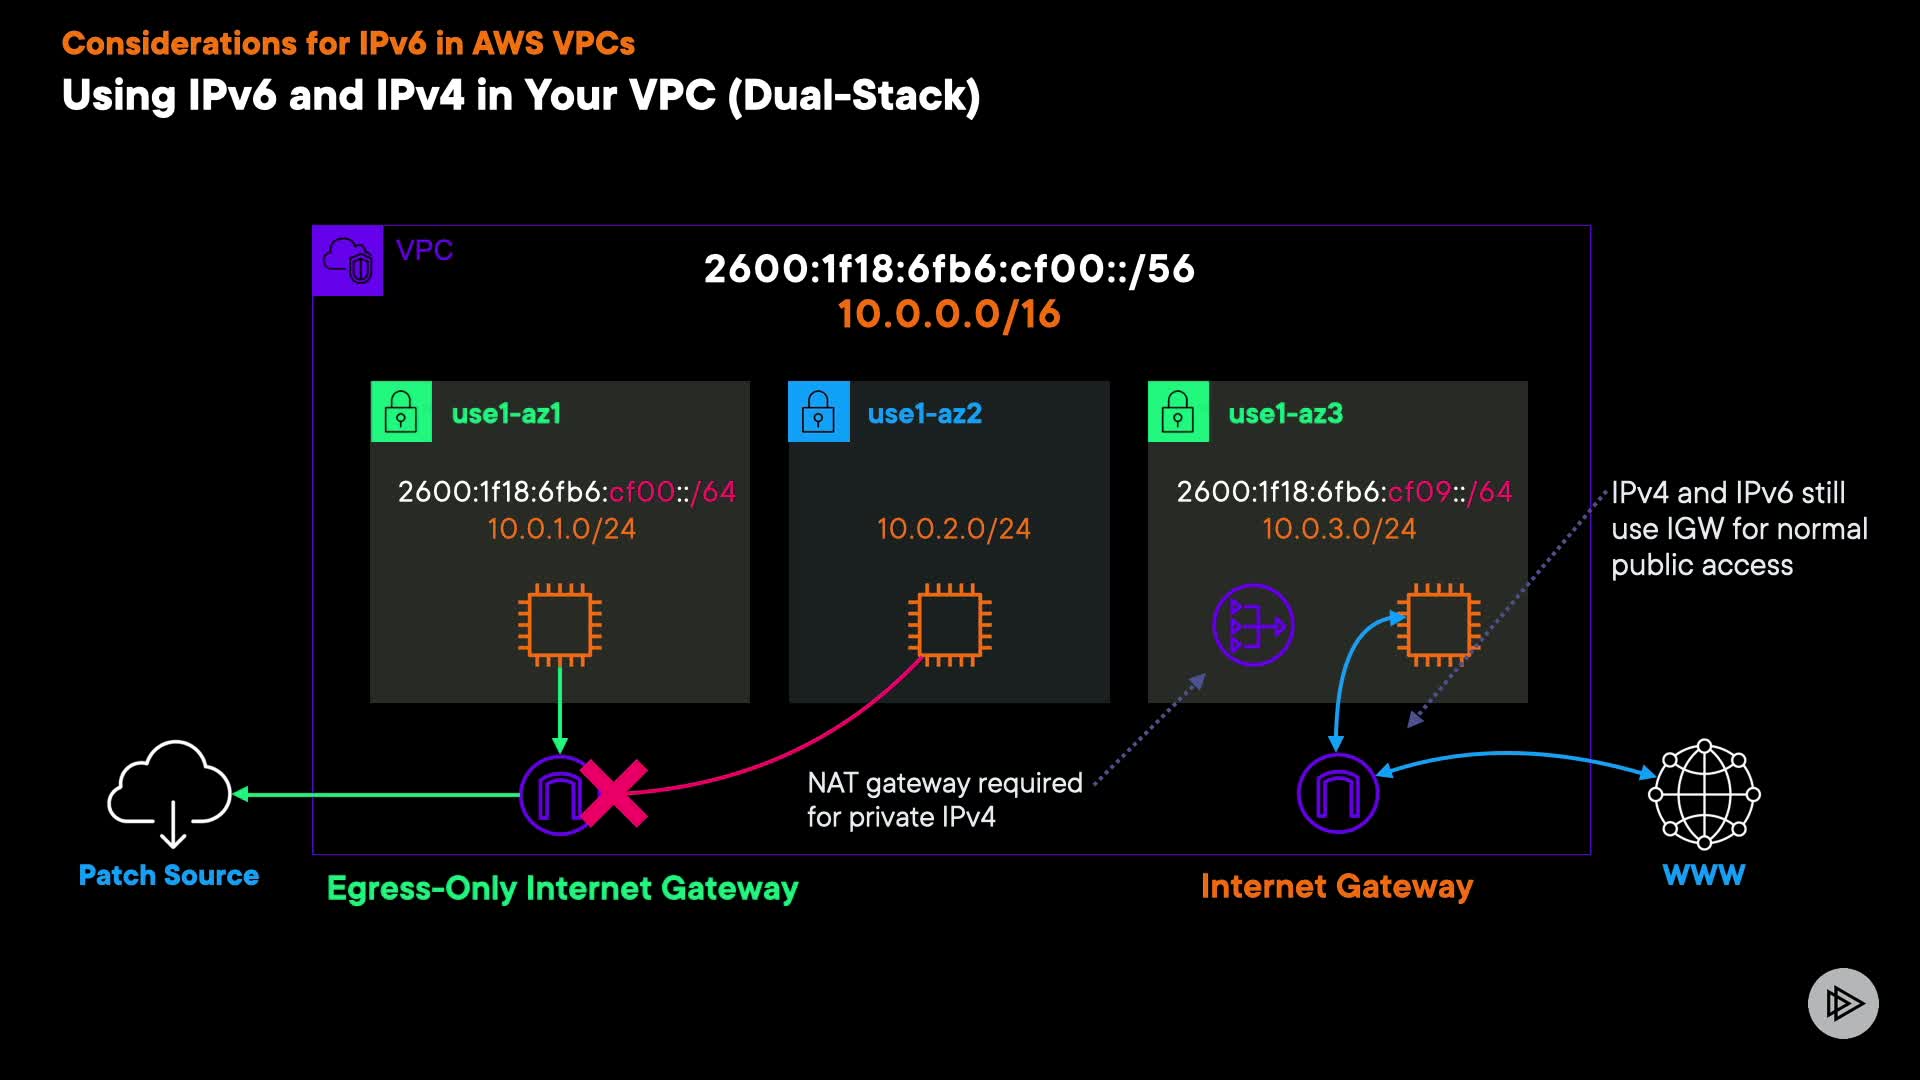 Considerations for IPv6 in AWS VPCs
Using IPv6 and IPv4 in Your VPC (Dual-Stack)
VPC
2600:1f18:6fb6:cf00::/56
10.0.0.0/16
use1-az1
2600:1f18:6fb6:cf00::/64
10.0.1.0/24
use1-az2
10.0.2.0/24
use1-az3
2600:1f18:6fb6:cf09::/64
10.0.3.0/24
IPv4 and IPv6 still
use IGW for normal
public access
NAT gateway required
for private IPv4
Patch Source
Egress-Only Internet Gateway
Internet Gateway
WWW